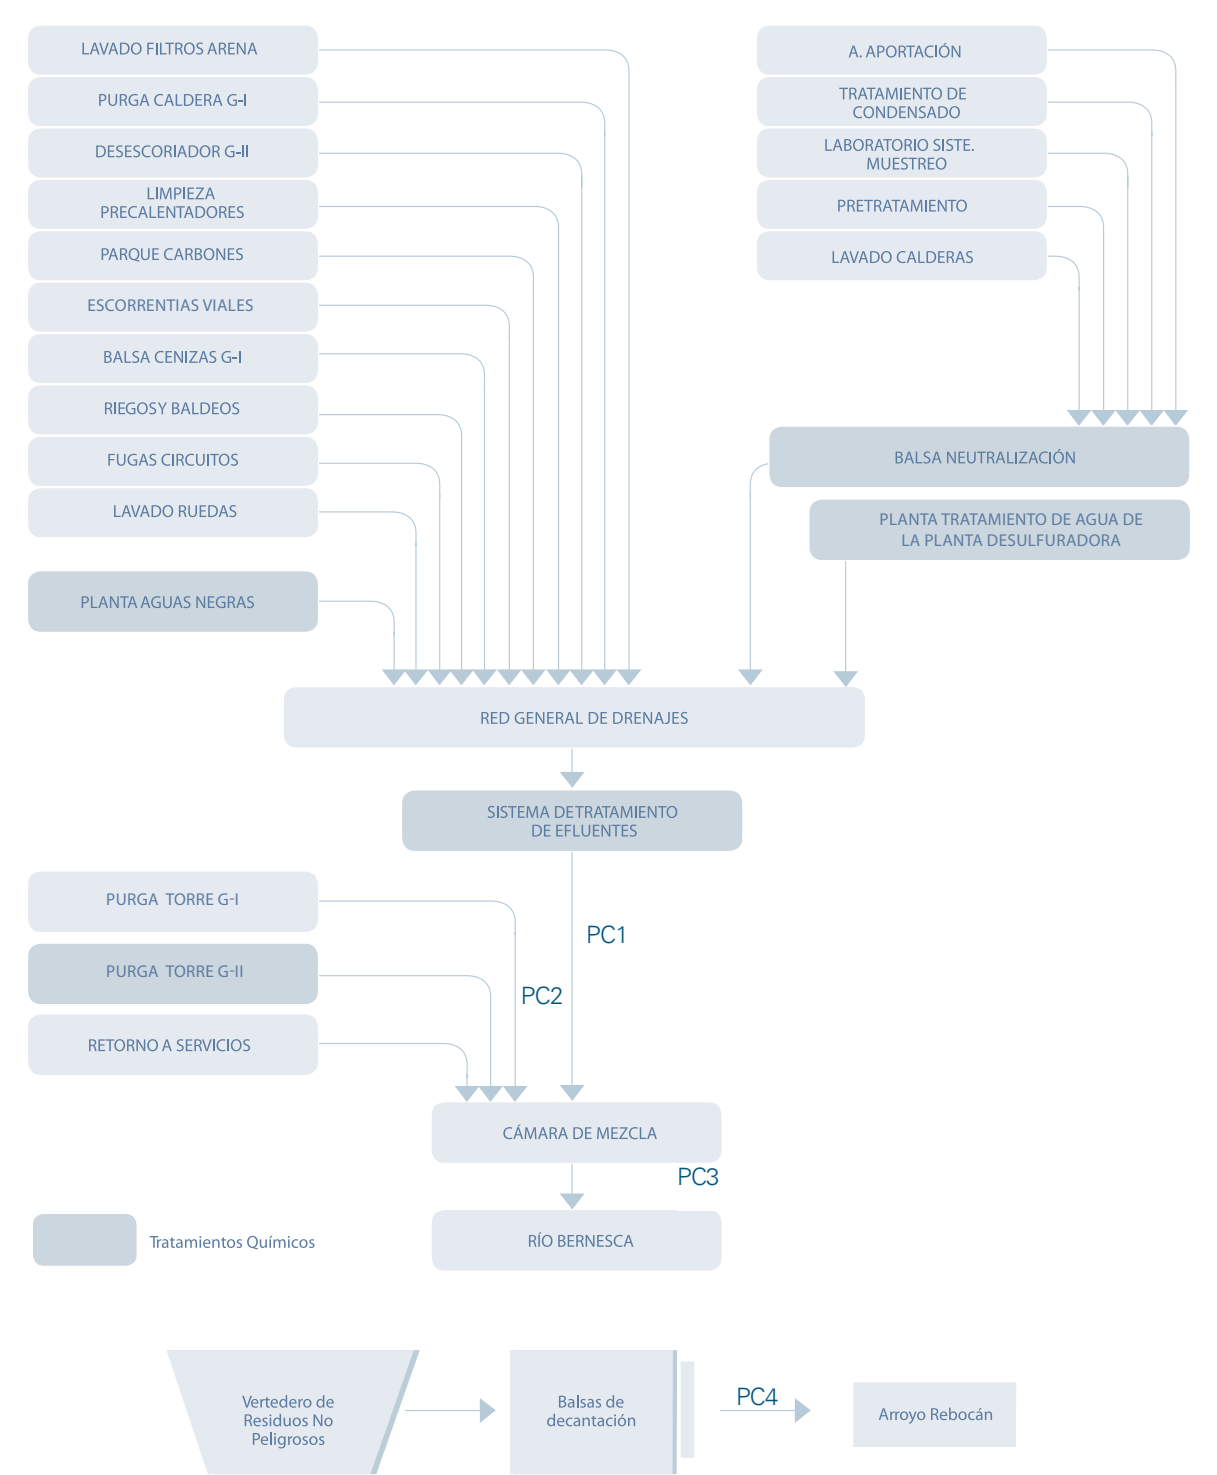 LAVADO FILTROS ARENA
PURGA CALDERA G-I
DESESCORIADOR G-II
LIMPIEZA
PRECALENTADORES
PARQUE CARBONES
ESCORRENTIAS VIALES
BALSA CENIZAS G-I
RIEGOSY BALDEOS
FUGAS CIRCUITOS
LAVADO RUEDAS
PLANTA AGUAS NEGRAS
A. APORTACIÓN
TRATAMIENTO DE
CONDENSADO
LABORATORIO SISTE.
MUESTREO
PRETRATAMIENTO
LAVADO CALDERAS
BALSA NEUTRALIZACIÓN
PLANTA TRATAMIENTO DE AGUA DE
LA PLANTA DESULFURADORA
RED GENERAL DE DRENAJES
SISTEMA DETRATAMIENTO
DE EFLUENTES
PURGA TORRE G-I
PC1
PURGA TORRE G-II
PC2
RETORNO A SERVICIOS
CÁMARA DE MEZCLA
PC3
RÍO BERNESCA
Tratamientos Químicos
Vertedero de
Residuos No
Peligrosos
Balsas de
decantación
PC4
Arroyo Rebocán